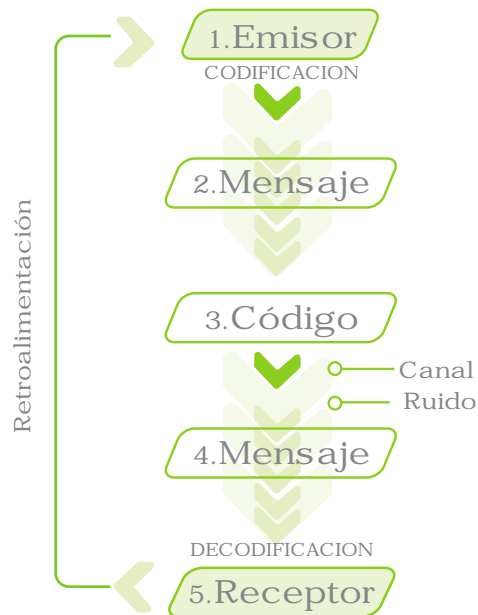 1.Emisor
CODIFICACION
2.Mensaje
Retroalimentación
3.Código
Canal
Ruido
4.Mensaje
DECODIFICACION
5.Receptor